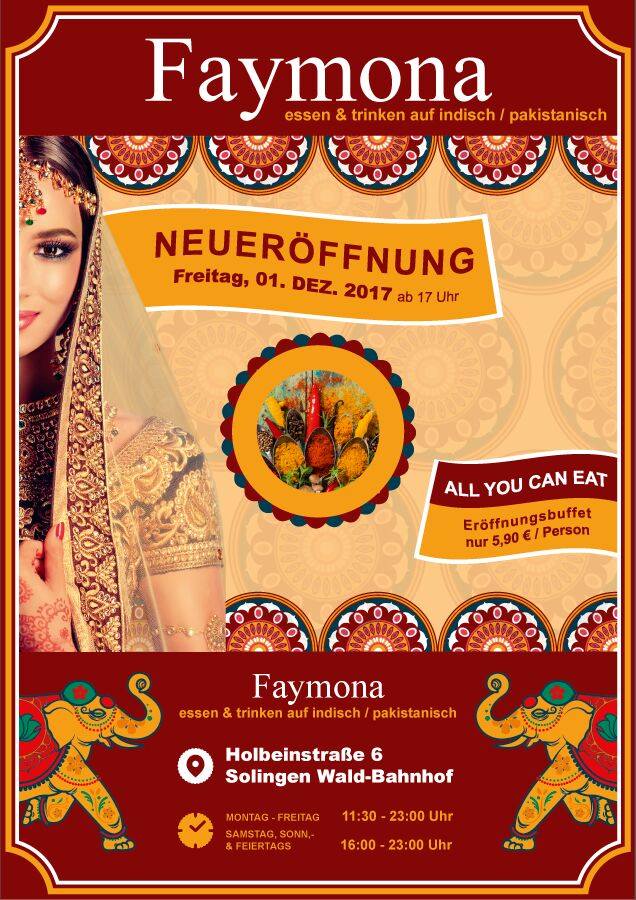 Faymona
essen & trinken auf indisch / pakistanisch
NEUERÖFFNUNG
Freitag, 01. DEZ. 2017 ab 17 Uhr
ALL YOU CAN EAT
Eröffnungsbuffet
nur 5,90 € / Person
Faymona
essen & trinken auf indisch / pakistanisch
Holbeinstraße 6
Solingen Wald-Bahnhof
MONTAG - FREITAG 11:30 - 23:00 Uhr
SAMSTAG, SONN,-
& FEIERTAGS 16:00 - 23:00 Uhr